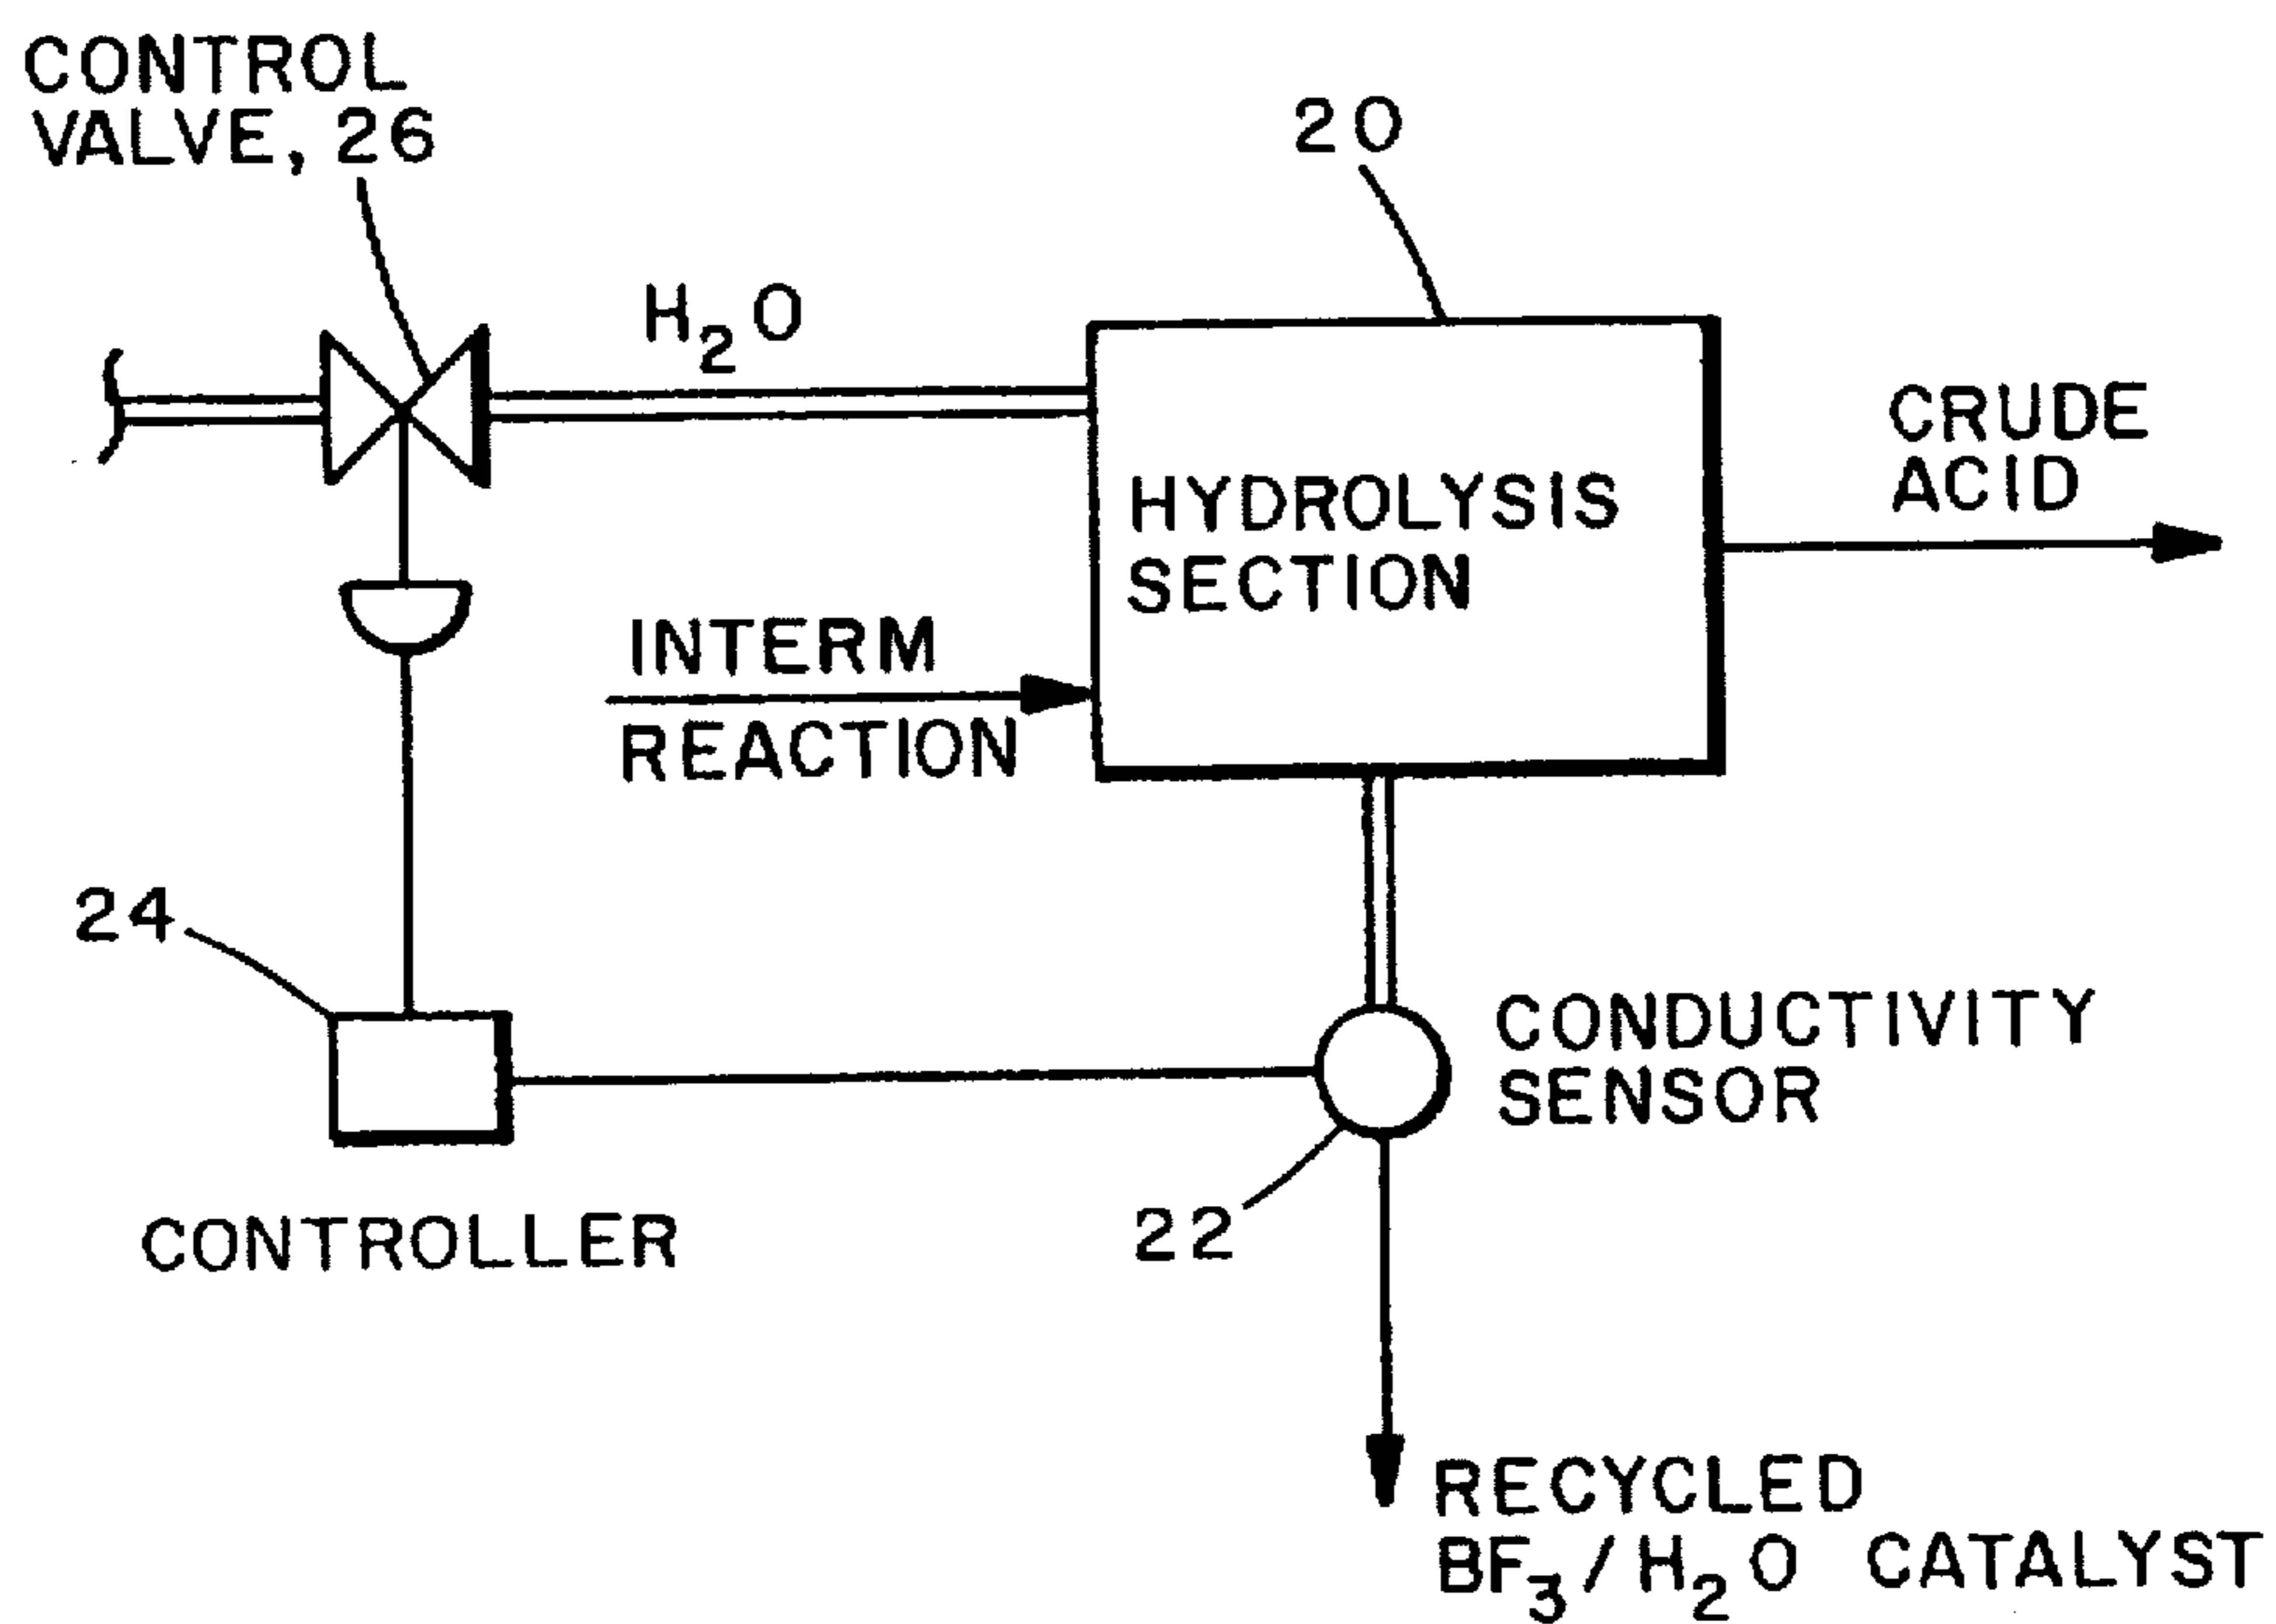 CONTROL
VALVE, 26
20
H₂O
CRUDE
ACID
HYDROLYSIS
SECTION
INTERM
REACTION
24
CONDUCTIVITY
SENSOR
22
CONTROLLER
RECYCLED
BF₃/H₂O CATALYST